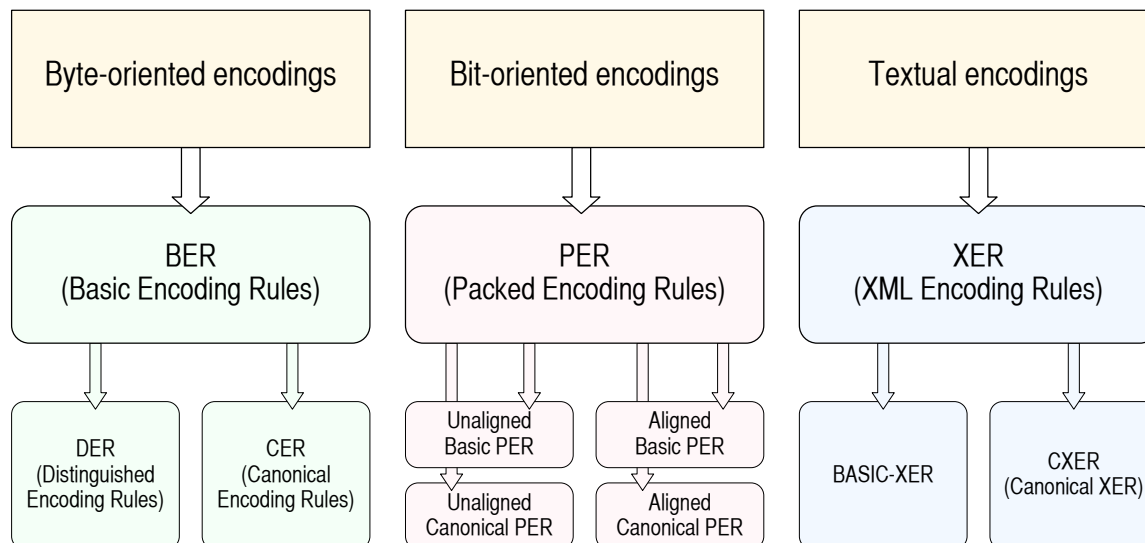 Byte-oriented encodings
Bit-oriented encodings
Textual encodings
BER
(Basic Encoding Rules)
PER
(Packed Encoding Rules)
XER
(XML Encoding Rules)
DER
(Distinguished
Encoding Rules)
CER
(Canonical
Encoding Rules)
Unaligned
Basic PER
Aligned
Basic PER
Unaligned
Canonical PER
Aligned
Canonical PER
BASIC-XER
CXER
(Canonical XER)